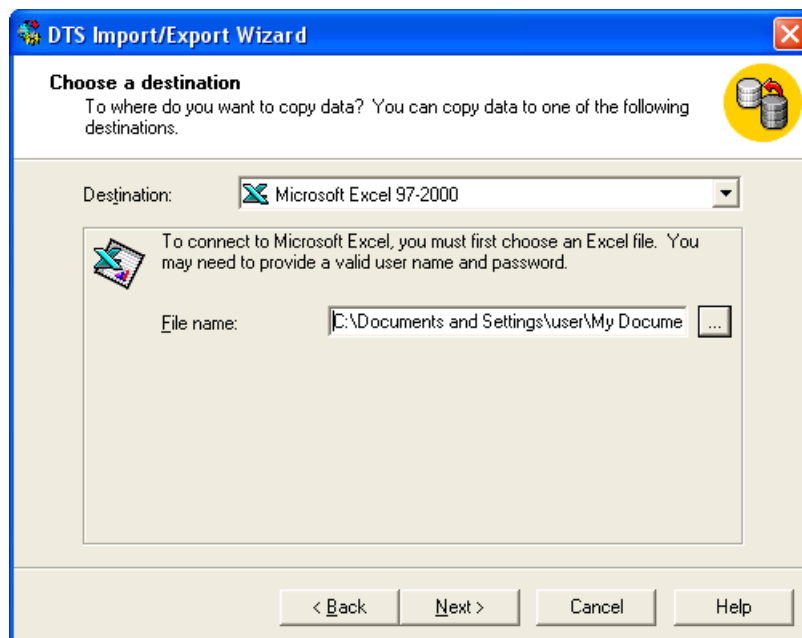 DTS Import/Export Wizard
Choose a destination
To where do you want to copy data? You can copy data to one of the following
destinations.
Destination: Microsoft Excel 97-2000
To connect to Microsoft Excel, you must first choose an Excel file. You
may need to provide a valid user name and password.
File name: C:\Documents and Settings\user\My Docume ...
< Back Next > Cancel Help